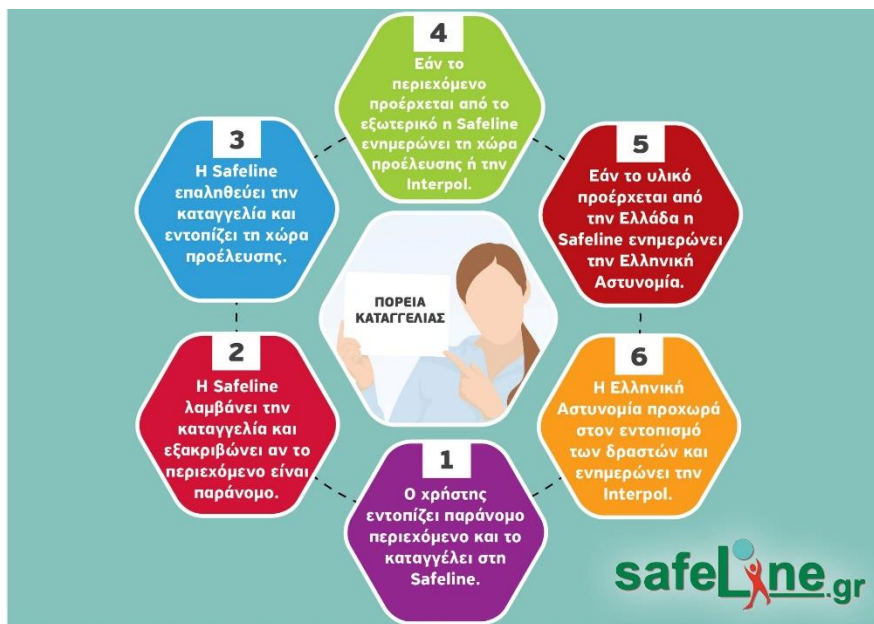 ΠΟΡΕΙΑ
ΚΑΤΑΓΓΕΛΙΑΣ
1
Ο χρήστης
εντοπίζει παράνομο
περιεχόμενο και το
καταγγέλει στη
Safeline.
2
Η Safeline
λαμβάνει την
καταγγελία και
εξακριβώνει αν το
περιεχόμενο είναι
παράνομο.
3
Η Safeline
επαληθεύει την
καταγγελία και
εντοπίζει τη χώρα
προέλευσης.
4
Εάν το
περιεχόμενο
προέρχεται από το
εξωτερικό η Safeline
ενημερώνει τη χώρα
προέλευσης ή την
Interpol.
5
Εάν το υλικό
προέρχεται από
την Ελλάδα η
Safeline ενημερώνει
την Ελληνική
Αστυνομία.
6
Η Ελληνική
Αστυνομία προχωρά
στον εντοπισμό
των δραστών και
ενημερώνει την
Interpol.
safeLine.gr